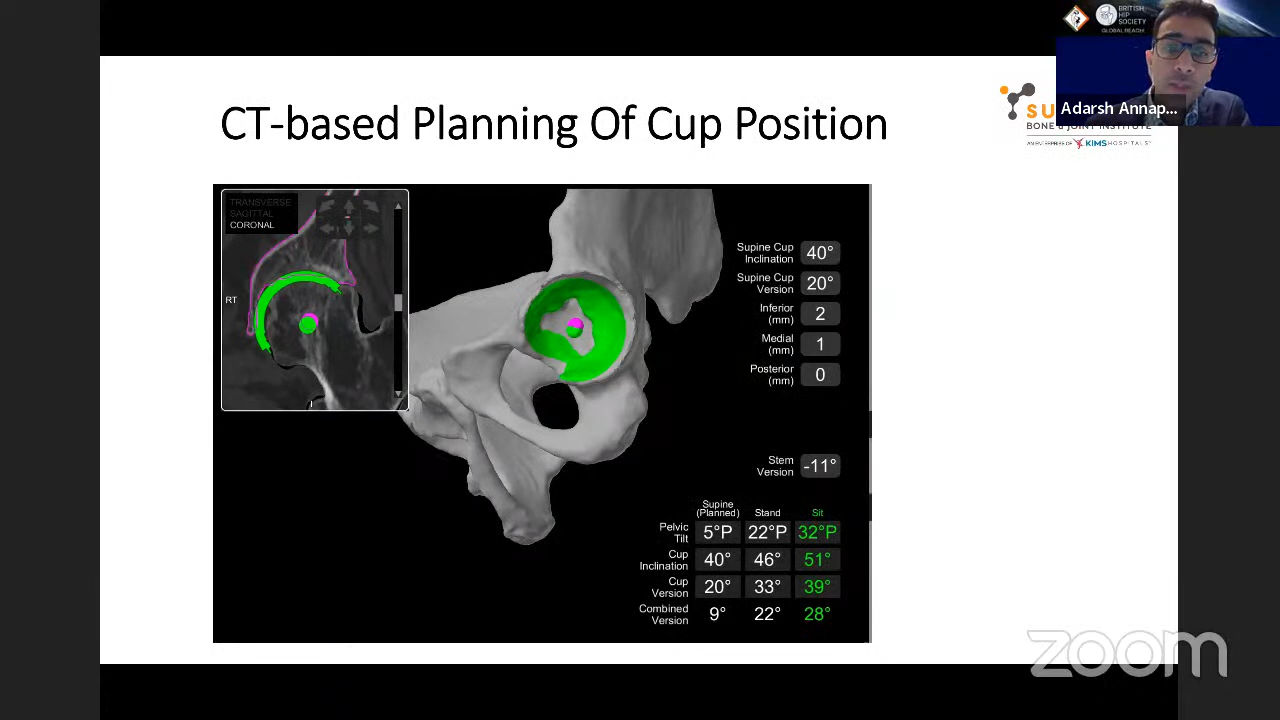 BRITISH
HIP
SOCIETY
GLOBAL REACH
Adarsh Annap...
CT-based Planning Of Cup Position
SU
BONE & JOINT INSTITUTE
AN ENTERPRISE OF KIMS HOSPITALS
TRANSVERSE
SAGITTAL
CORONAL
RT
I
Supine Cup
Inclination 40°
Supine Cup
Version 20°
Inferior
(mm) 2
Medial
(mm) 1
Posterior
(mm) 0
Stem
Version -11°
Supine
(Planned) Stand Sit
Pelvic
Tilt 5°P 22°P 32°P
Cup
Inclination 40° 46° 51°
Cup
Version 20° 33° 39°
Combined
Version 9° 22° 28°
zoom